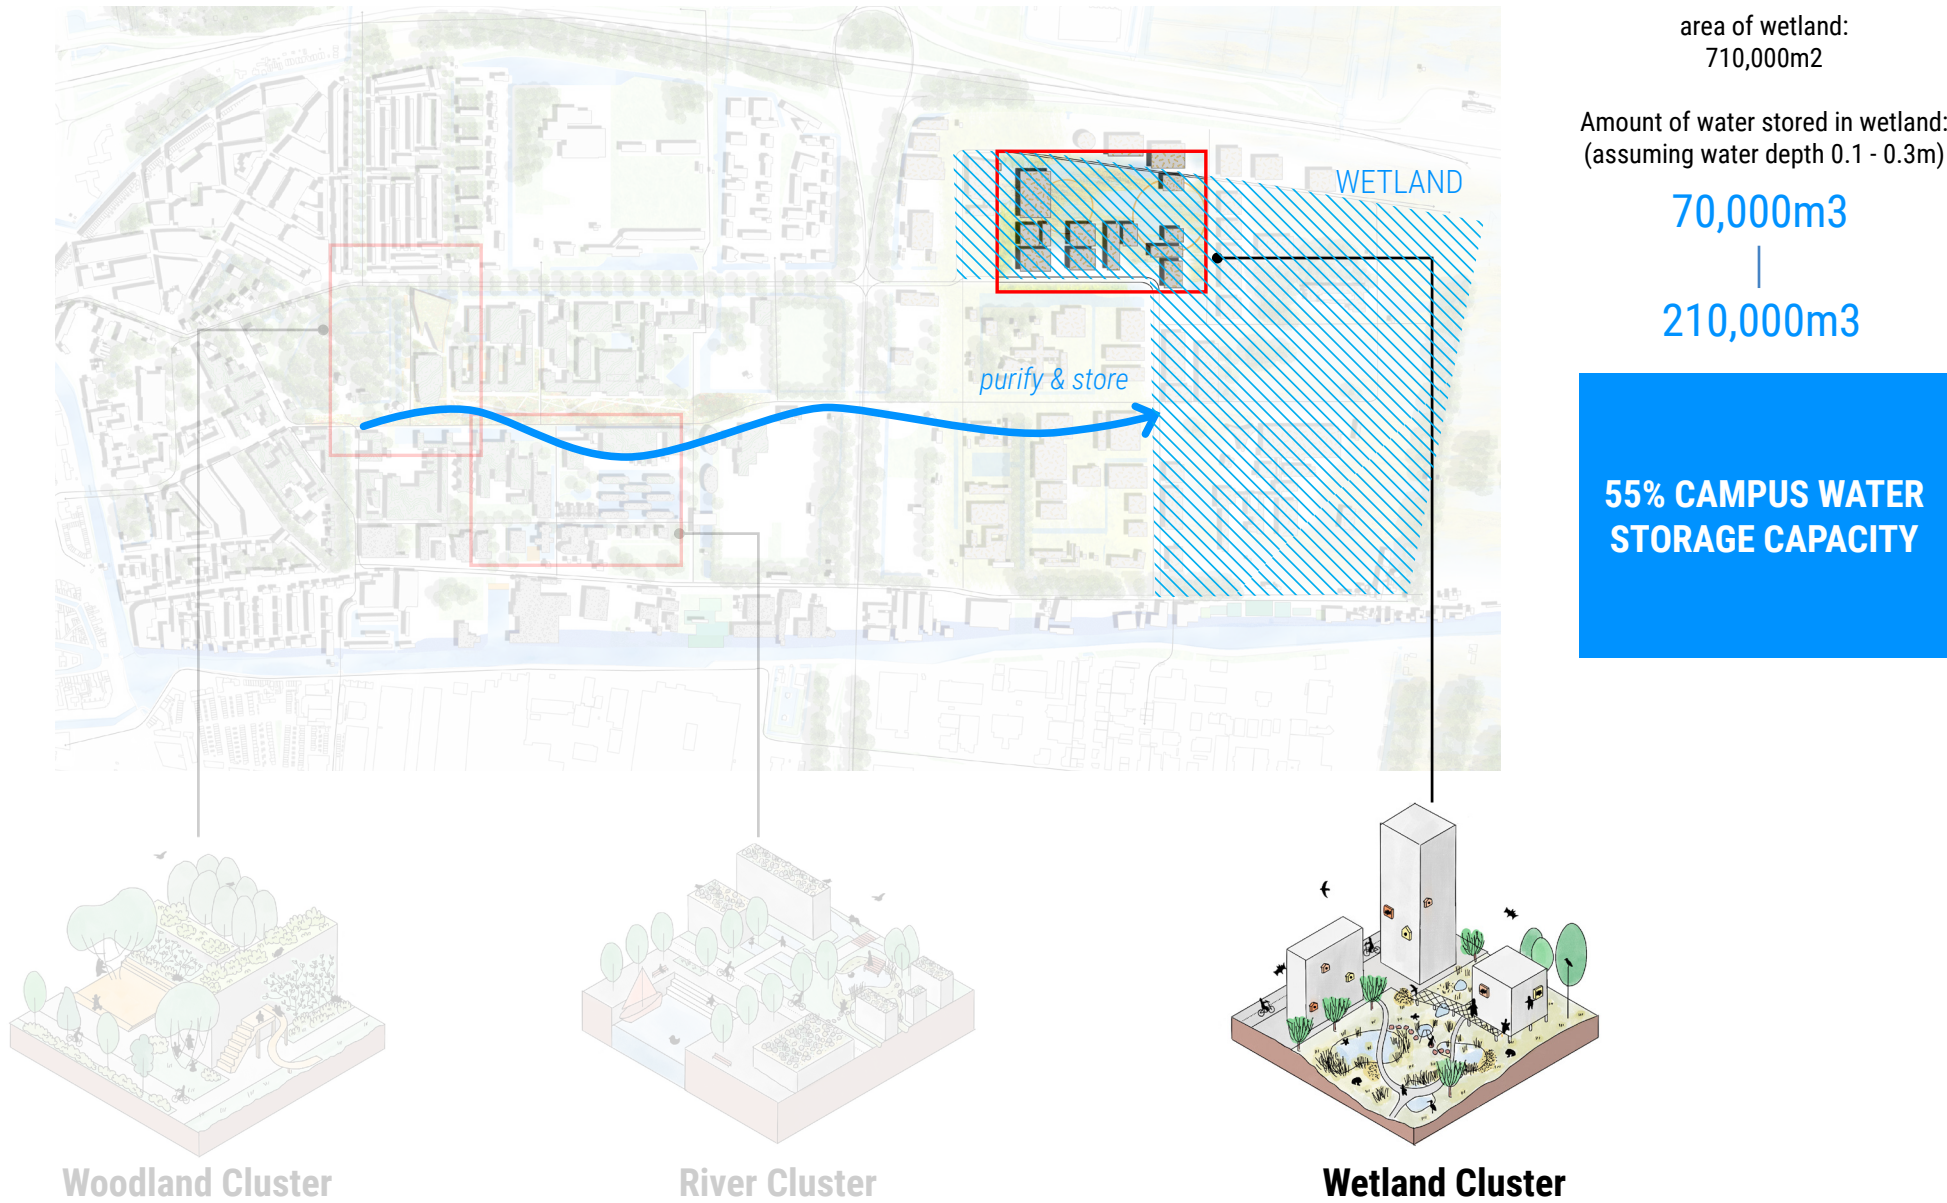 area of wetland:
710,000m2
Amount of water stored in wetland:
(assuming water depth 0.1 - 0.3m)
70,000m3
210,000m3
55% CAMPUS WATER
STORAGE CAPACITY
WETLAND
purify & store
Woodland Cluster
River Cluster
Wetland Cluster